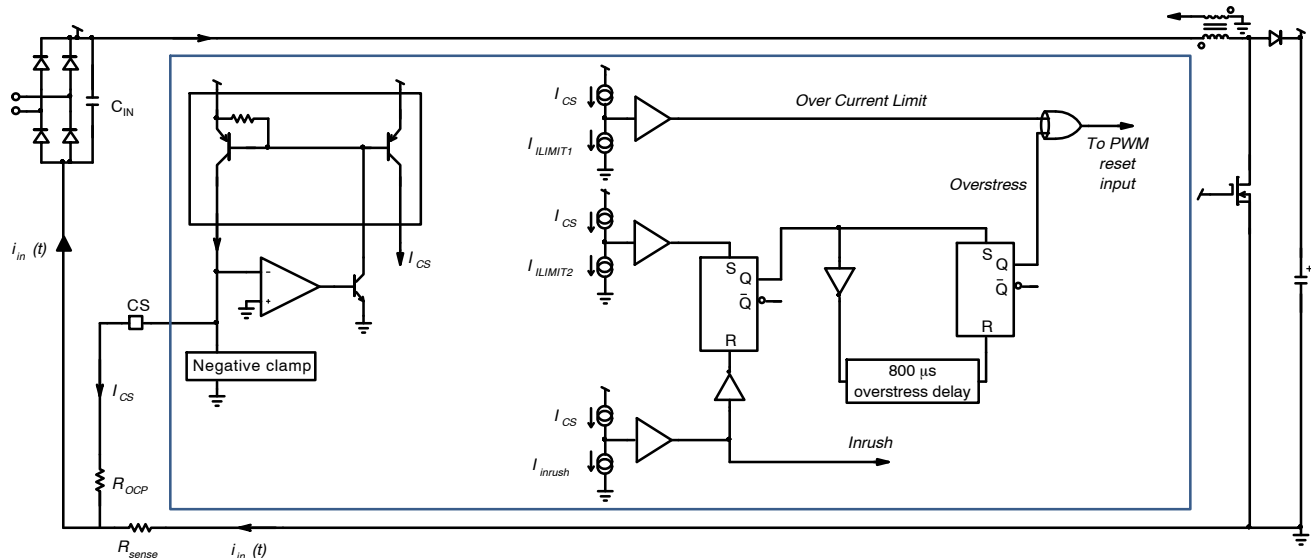 C_IN
i_in (t)
CS
I_CS
R_OCP
R_sense
i_in (t)
I_CS
-
+
Negative clamp
I_CS
I_ILIMIT1
Over Current Limit
To PWM
reset
input
Overstress
I_CS
I_ILIMIT2
S
Q
Q̅
R
S
Q
Q̅
R
800 μs
overstress delay
I_CS
I_inrush
Inrush
+